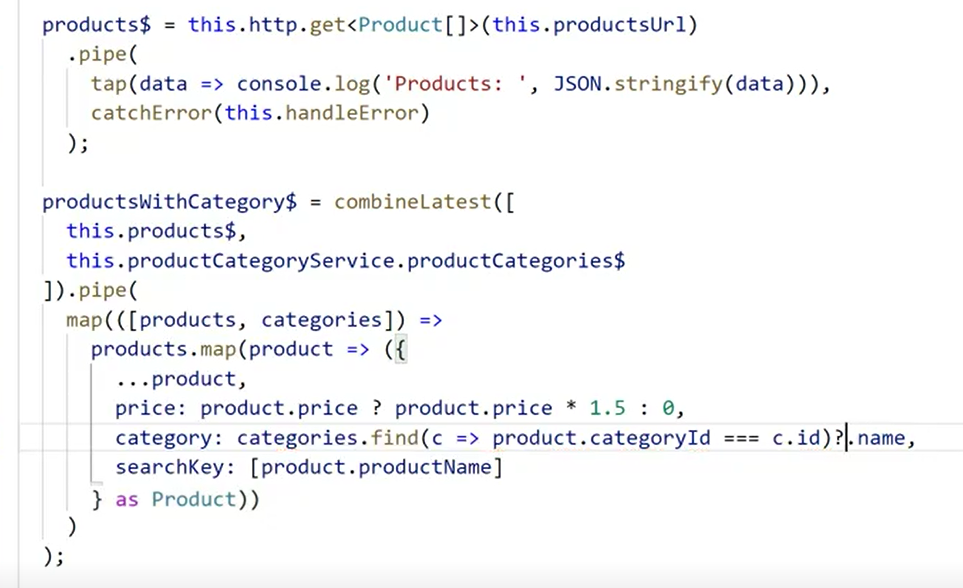 products$ = this.http.get<Product[]>(this.productsUrl)
.pipe(
tap(data => console.log('Products: ', JSON.stringify(data))),
catchError(this.handleError)
);
productsWithCategory$ = combineLatest([
this.products$,
this.productCategoryService.productCategories$
]).pipe(
map(([products, categories]) =>
products.map(product => ({
...product,
price: product.price ? product.price * 1.5 : 0,
category: categories.find(c => product.categoryId === c.id)?.name,
searchKey: [product.productName]
} as Product))
)
);